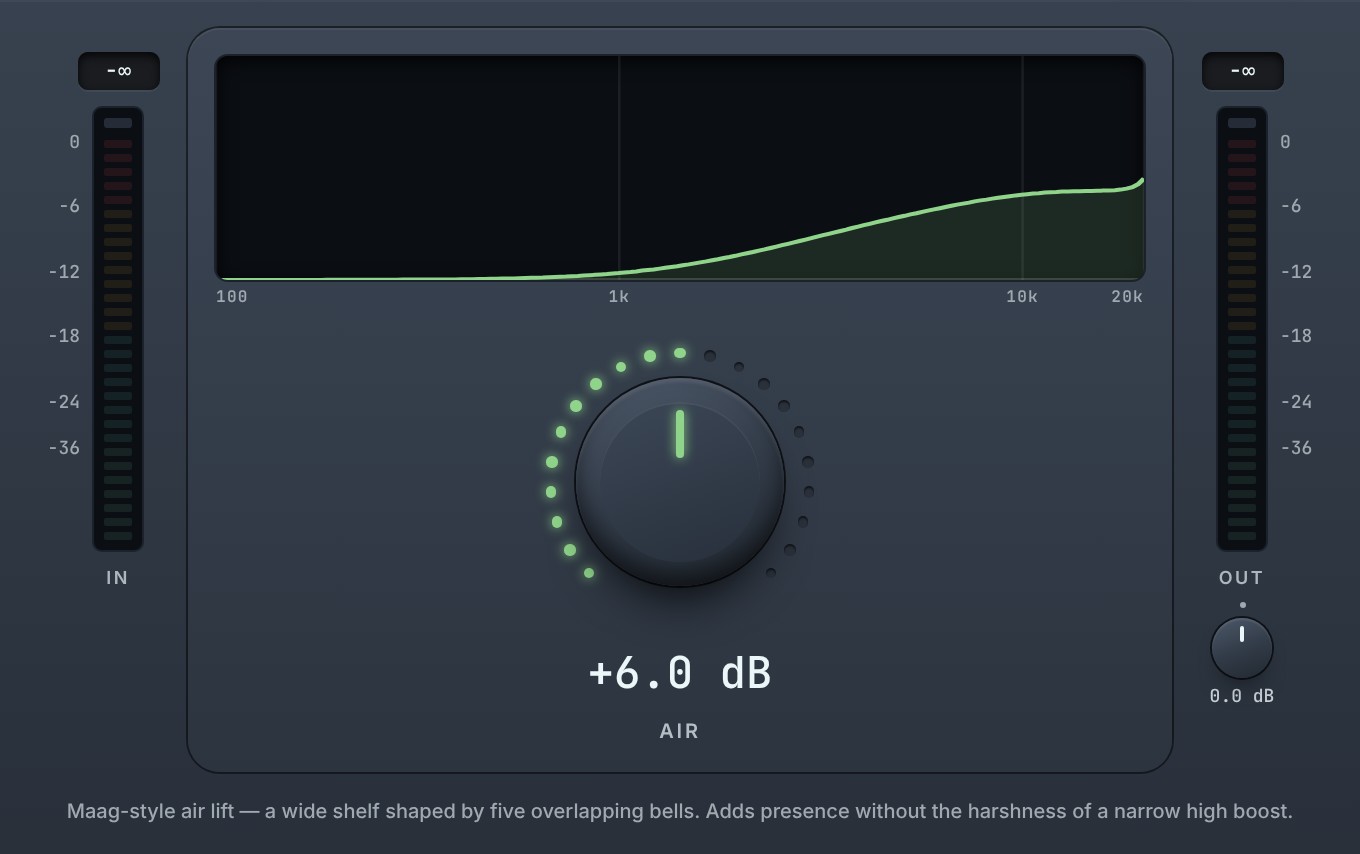 -∞
-∞
0
-6
-12
-18
-24
-36
IN
100 1k 10k 20k
+6.0 dB
AIR
0
-6
-12
-18
-24
-36
OUT
0.0 dB
Maag-style air lift — a wide shelf shaped by five overlapping bells. Adds presence without the harshness of a narrow high boost.